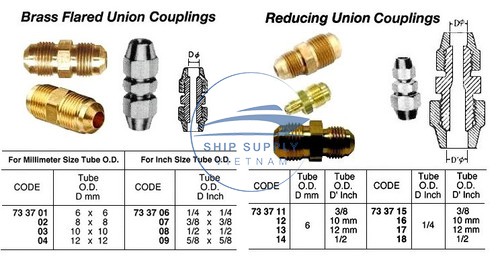 Brass Flared Union Couplings
Reducing Union Couplings
Dφ
Dφ
D'φ
SHIP SUPPLY
VIETNAM
For Millimeter Size Tube O.D.
For Inch Size Tube O.D.
CODE
Tube
O.D.
D mm
CODE
Tube
O.D.
D Inch
73 37 01
6 x 6
73 37 06
1/4 x 1/4
02
8 x 8
07
3/8 x 3/8
03
10 x 10
08
1/2 x 1/2
04
12 x 12
09
5/8 x 5/8
CODE
Tube
O.D.
D mm
Tube
O.D.
D' Inch
CODE
Tube
O.D.
D Inch
Tube
O.D.
D' Inch
73 37 11
6
3/8
73 37 15
1/4
3/8
12
10 mm
16
10 mm
13
12 mm
17
12 mm
14
1/2
18
1/2